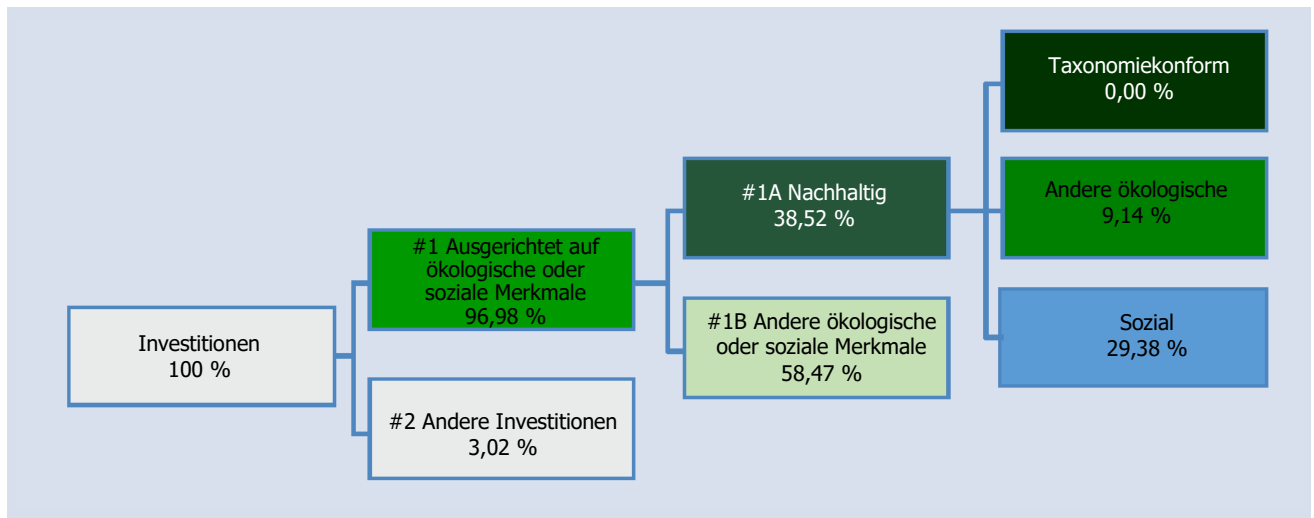 Investitionen
100 %
#1 Ausgerichtet auf
ökologische oder
soziale Merkmale
96,98 %
#2 Andere Investitionen
3,02 %
#1A Nachhaltig
38,52 %
#1B Andere ökologische
oder soziale Merkmale
58,47 %
Taxonomiekonform
0,00 %
Andere ökologische
9,14 %
Sozial
29,38 %